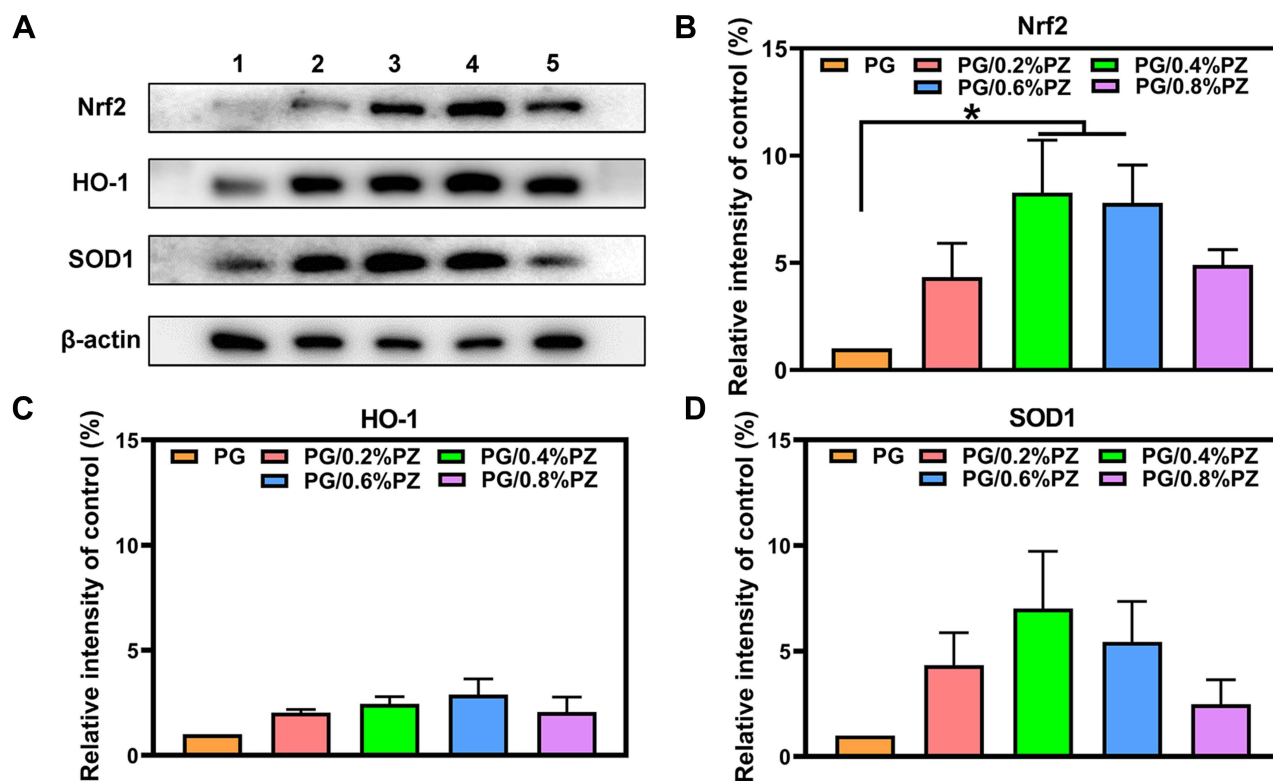 A
1 2 3 4 5
Nrf2
HO-1
SOD1
β-actin
B
Nrf2
Relative intensity of control (%)
15
10
5
0
PG PG/0.2%PZ PG/0.4%PZ
PG/0.6%PZ PG/0.8%PZ
*
C
HO-1
Relative intensity of control (%)
15
10
5
0
PG PG/0.2%PZ PG/0.4%PZ
PG/0.6%PZ PG/0.8%PZ
D
SOD1
Relative intensity of control (%)
15
10
5
0
PG PG/0.2%PZ PG/0.4%PZ
PG/0.6%PZ PG/0.8%PZ